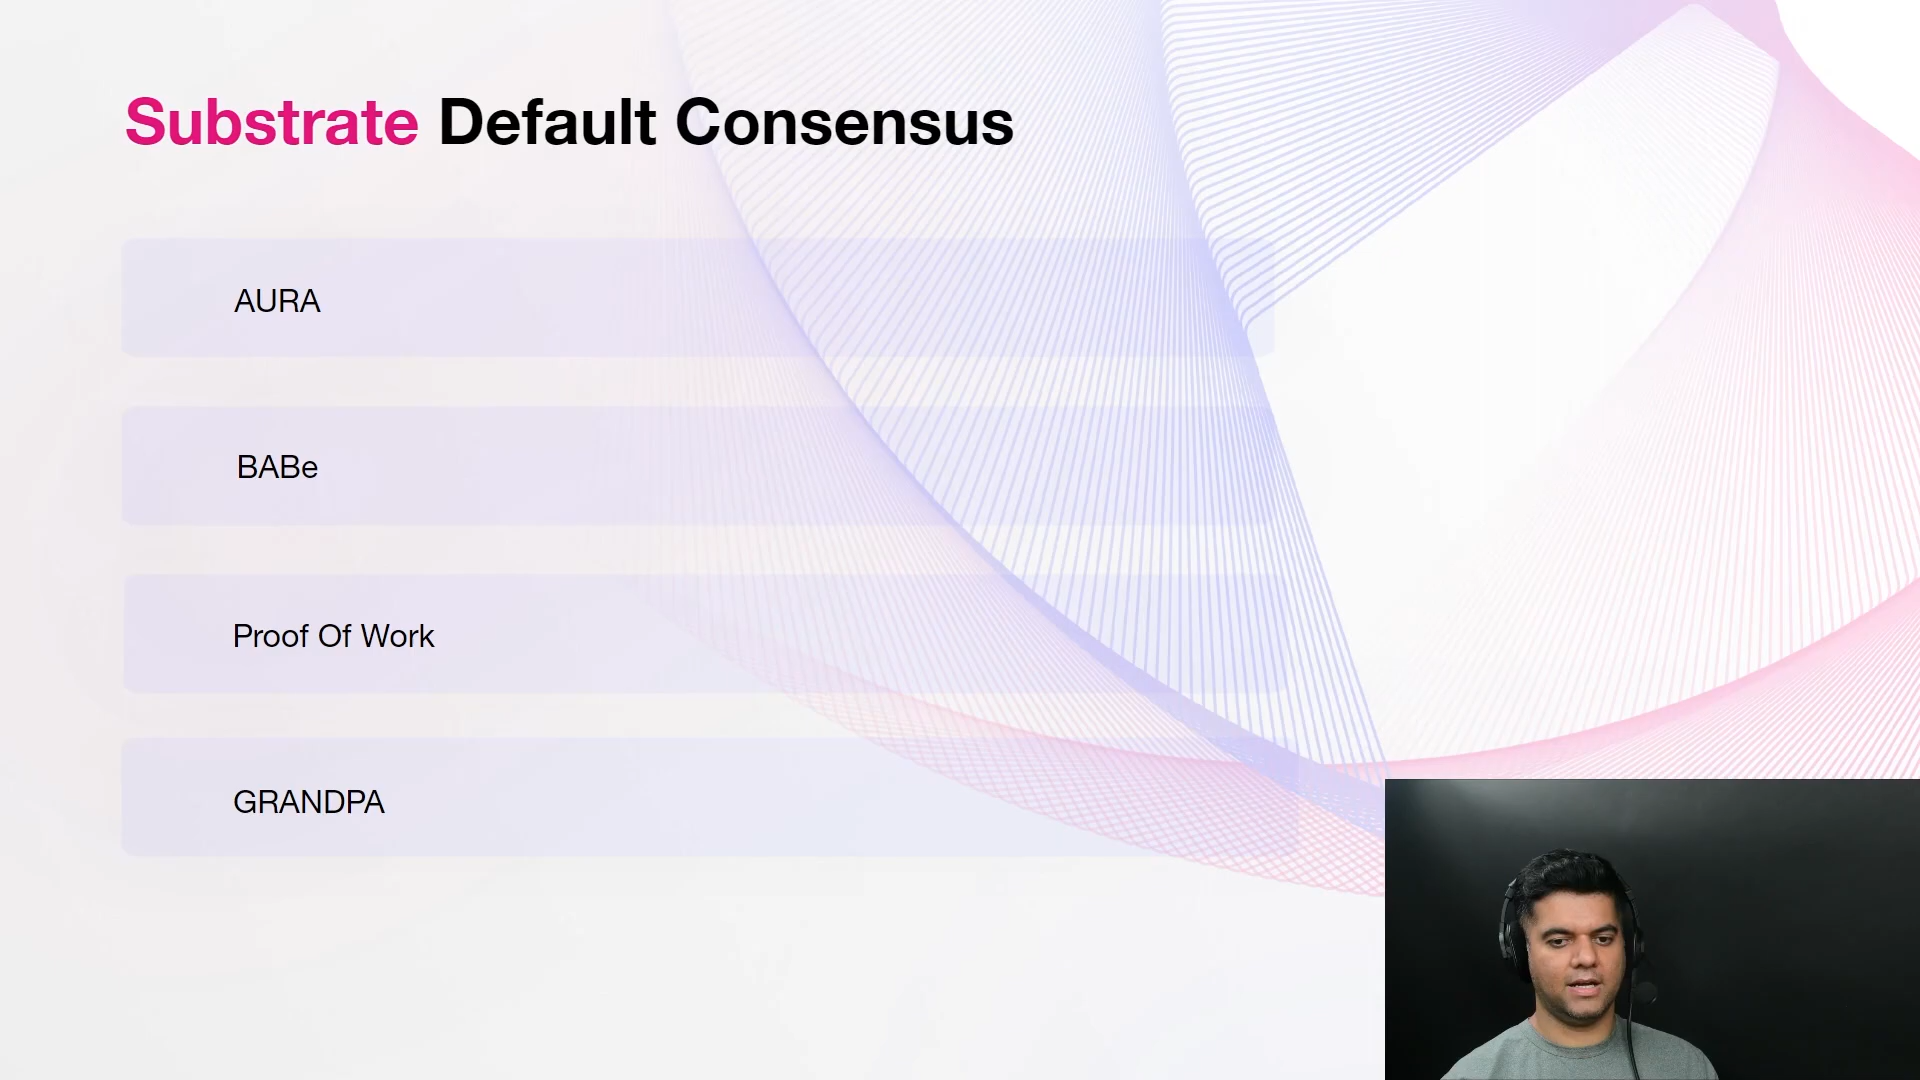 Substrate Default Consensus
AURA
BABe
Proof Of Work
GRANDPA